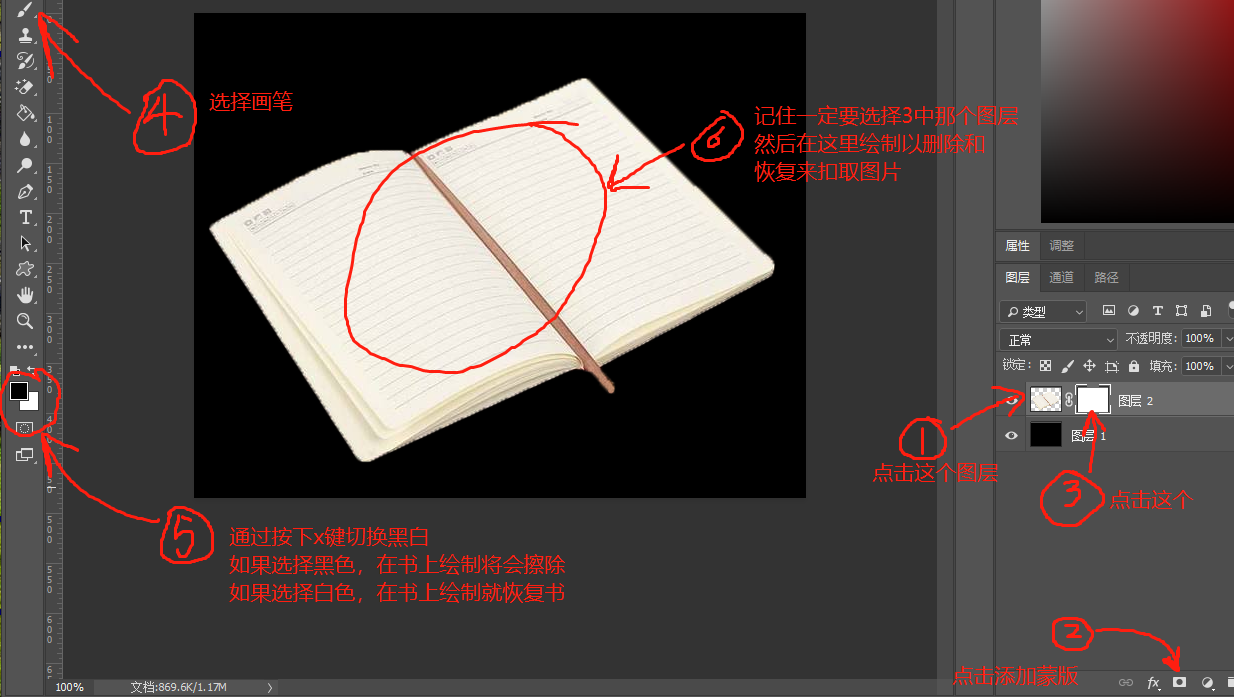 ④
选择画笔
⑥
记住一定要选择3中那个图层
然后在这里绘制以删除和
恢复来扣取图片
属性 调整
图层 通道 路径
类型
正常 不透明度: 100%
锁定: 填充: 100%
图层 2
图层 1
①
点击这个图层
③
点击这个
⑤
通过按下x键切换黑白
如果选择黑色，在书上绘制将会擦除
如果选择白色，在书上绘制就恢复书
②
点击添加蒙版
fx
100% 文档:869.6K/1.17M